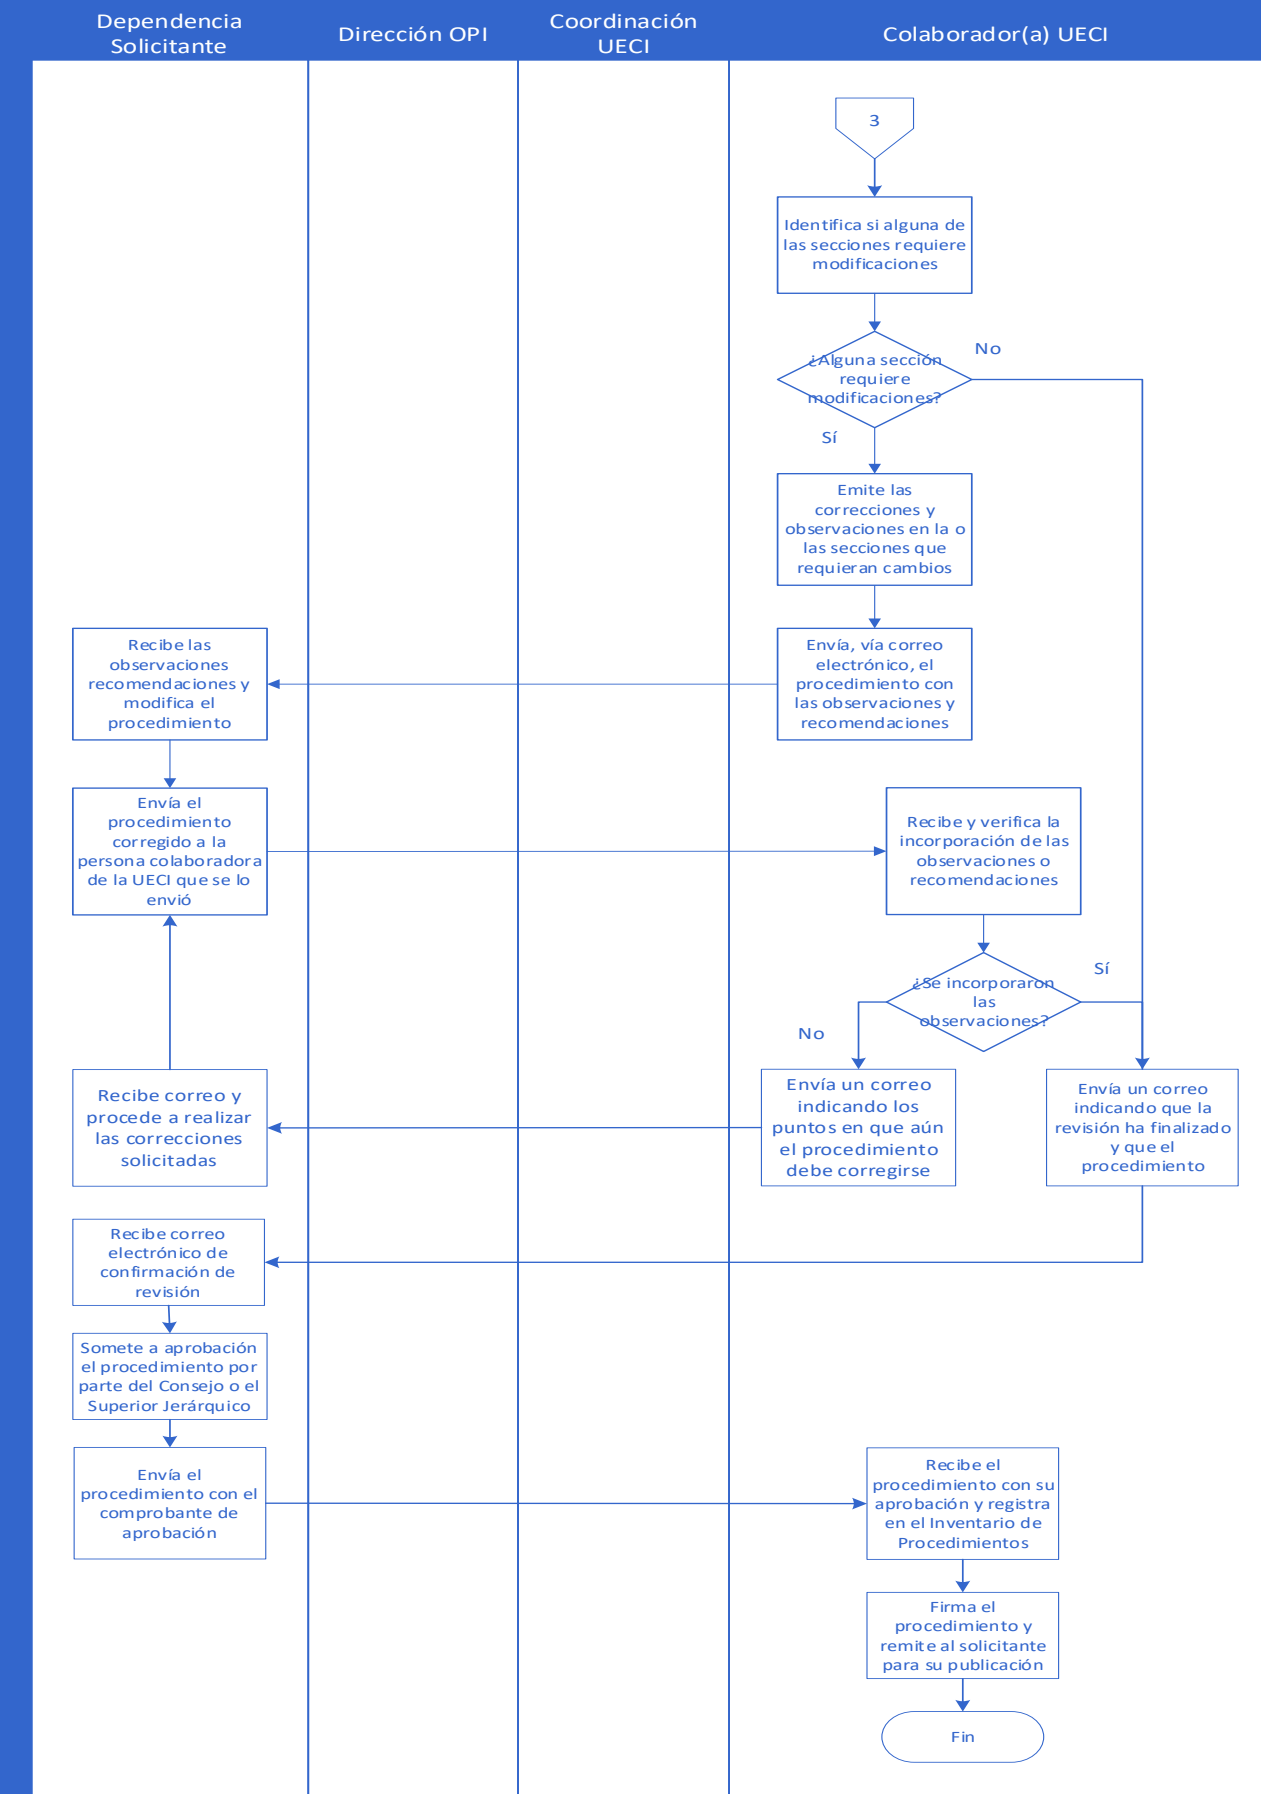 Dependencia
Solicitante
Dirección OPI
Coordinación
UECI
Colaborador(a) UECI
3
Identifica si alguna de
las secciones requiere
modificaciones
¿Alguna sección
requiere
modificaciones?
No
Sí
Emite las
correcciones y
observaciones en la o
las secciones que
requieran cambios
Recibe las
observaciones
recomendaciones y
modifica el
procedimiento
Envía, vía correo
electrónico, el
procedimiento con
las observaciones y
recomendaciones
Envía el
procedimiento
corregido a la
persona colaboradora
de la UECI que se lo
envió
Recibe y verifica la
incorporación de las
observaciones o
recomendaciones
¿Se incorporaron
las
observaciones?
Sí
No
Recibe correo y
procede a realizar
las correcciones
solicitadas
Envía un correo
indicando los
puntos en que aún
el procedimiento
debe corregirse
Envía un correo
indicando que la
revisión ha finalizado
y que el
procedimiento
Recibe correo
electrónico de
confirmación de
revisión
Somete a aprobación
el procedimiento por
parte del Consejo o el
Superior Jerárquico
Envía el
procedimiento con el
comprobante de
aprobación
Recibe el
procedimiento con su
aprobación y registra
en el Inventario de
Procedimientos
Firma el
procedimiento y
remite al solicitante
para su publicación
Fin